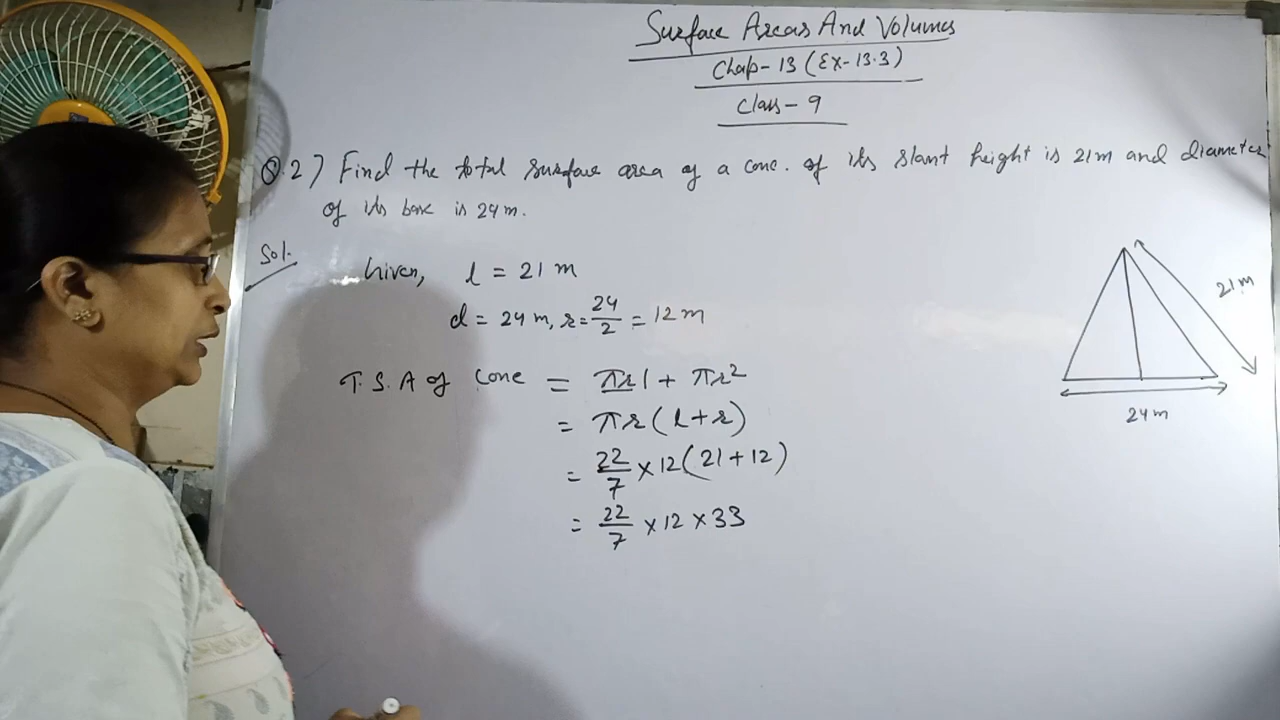 Surface Areas And Volumes
Chap-13 (Ex-13.3)
Class-9
Q.2) Find the total surface area of a cone. if its slant height is 21m and diameter
of its base is 24m.
Sol.
Given, l = 21 m
d = 24 m, r = 24/2 = 12 m
T.S.A of Cone = πrl + πr²
= πr(l+r)
= 22/7 × 12(21+12)
= 22/7 × 12 × 33
21m
24m